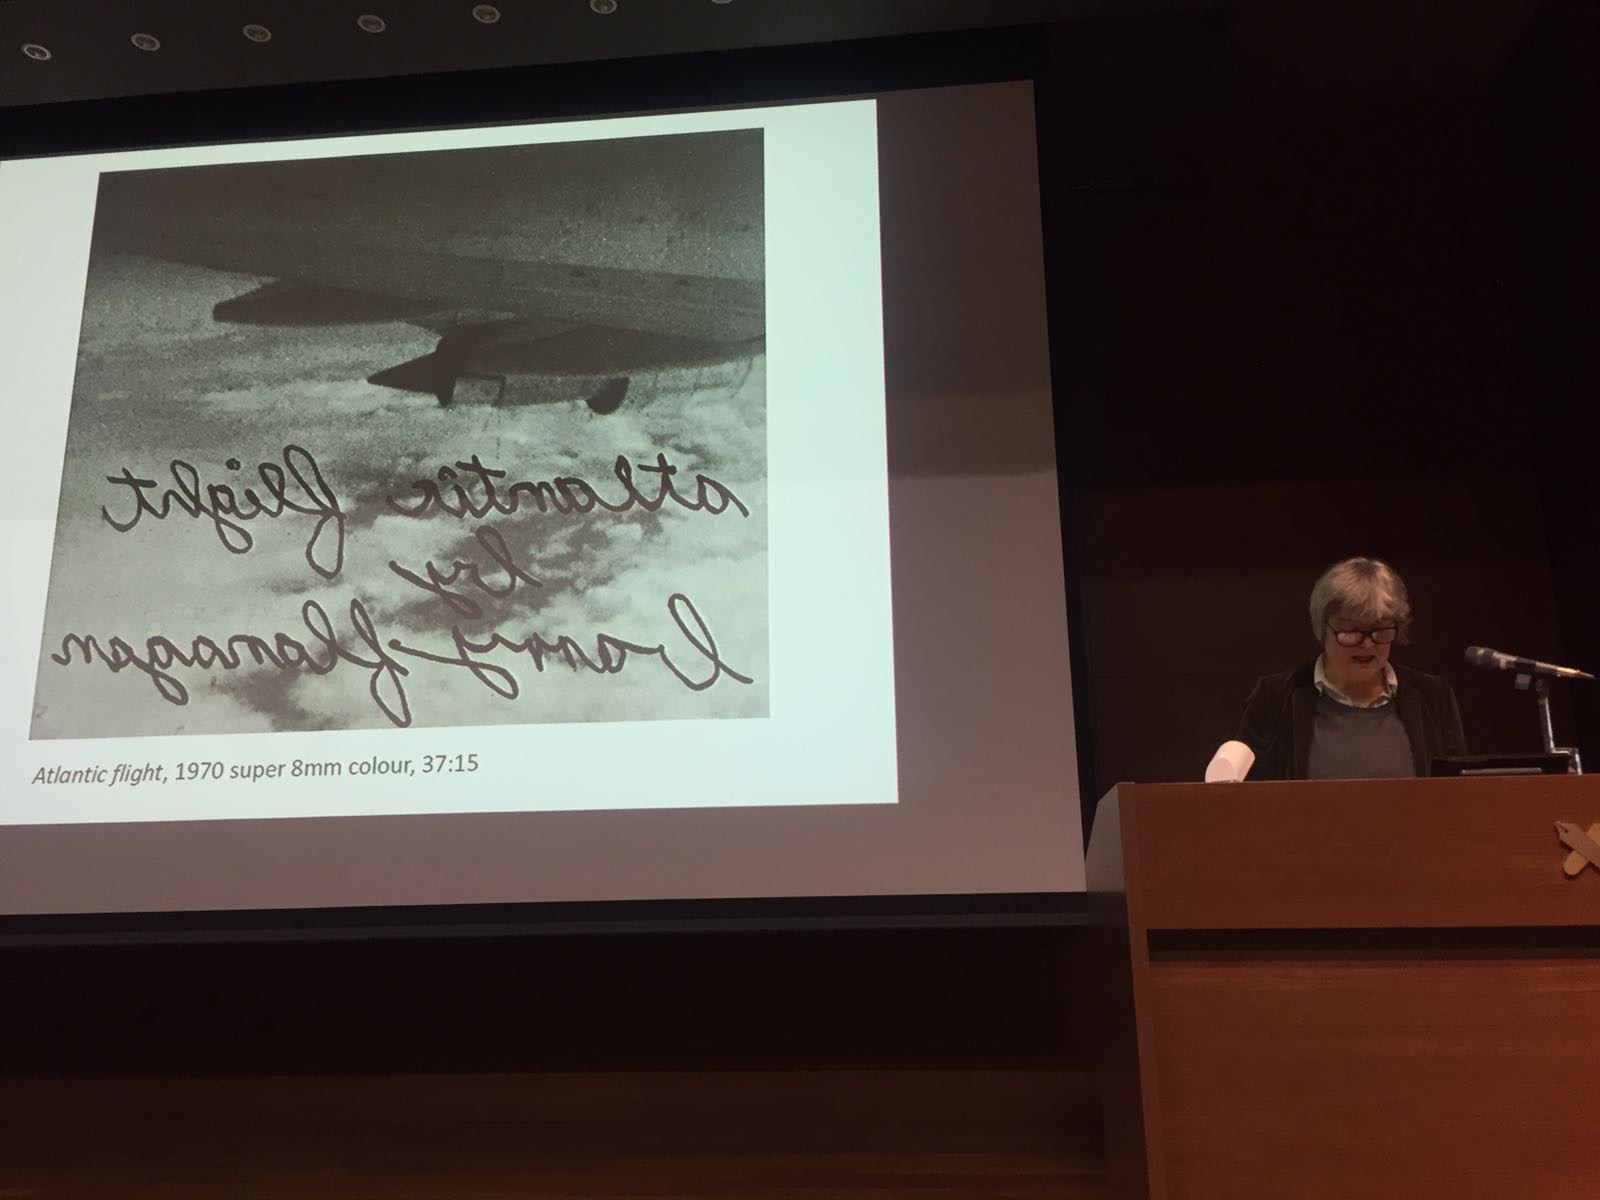 atlantic flight
by
barry flanagan
Atlantic flight, 1970 super 8mm colour, 37:15